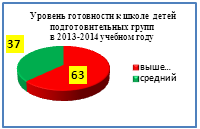 Уровень готовности к школе детей
подготовительных групп
в 2013-2014 учебном году
37
63
выше...
средний